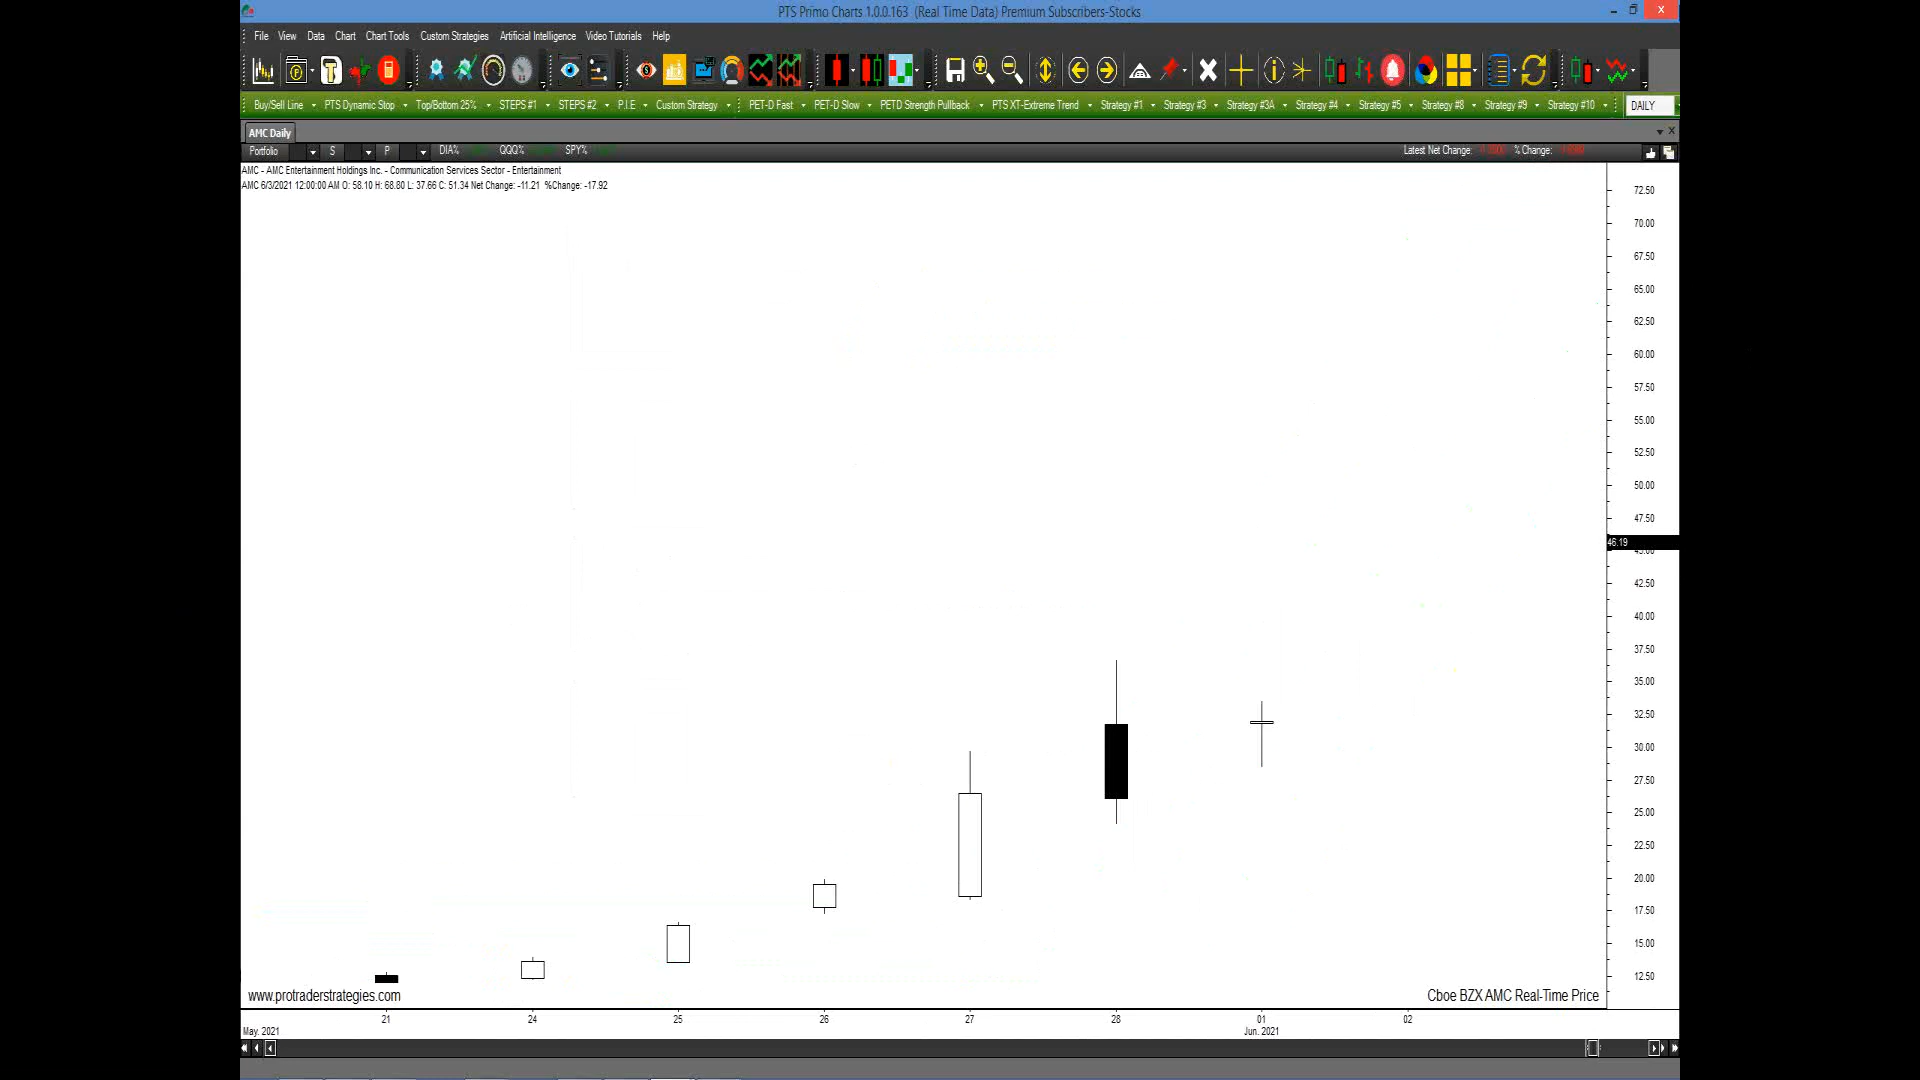 PTS Primo Charts 1.0.0.163 (Real Time Data) Premium Subscribers-Stocks
File View Data Chart Chart Tools Custom Strategies Artificial Intelligence Video Tutorials Help
Buy/Sell Line PTS Dynamic Stop Top/Bottom 25% STEPS #1 STEPS #2 P.I.E Custom Strategy PET-D Fast PET-D Slow PETD Strength Pullback PTS XT-Extreme Trend Strategy #1 Strategy #3 Strategy #3A Strategy #4 Strategy #5 Strategy #8 Strategy #9 Strategy #10 DAILY
AMC Daily
Portfolio S P DIA% QQQ% SPY% Latest Net Change: % Change:
AMC - AMC Entertainment Holdings Inc. - Communication Services Sector - Entertainment
AMC 6/3/2021 12:00:00 AM O: 58.10 H: 68.80 L: 37.66 C: 51.34 Net Change: -11.21 %Change: -17.92
72.50
70.00
67.50
65.00
62.50
60.00
57.50
55.00
52.50
50.00
47.50
46.19
45.00
42.50
40.00
37.50
35.00
32.50
30.00
27.50
25.00
22.50
20.00
17.50
15.00
12.50
www.protraderstrategies.com Cboe BZX AMC Real-Time Price
21 24 25 26 27 28 01 02
May. 2021 Jun. 2021